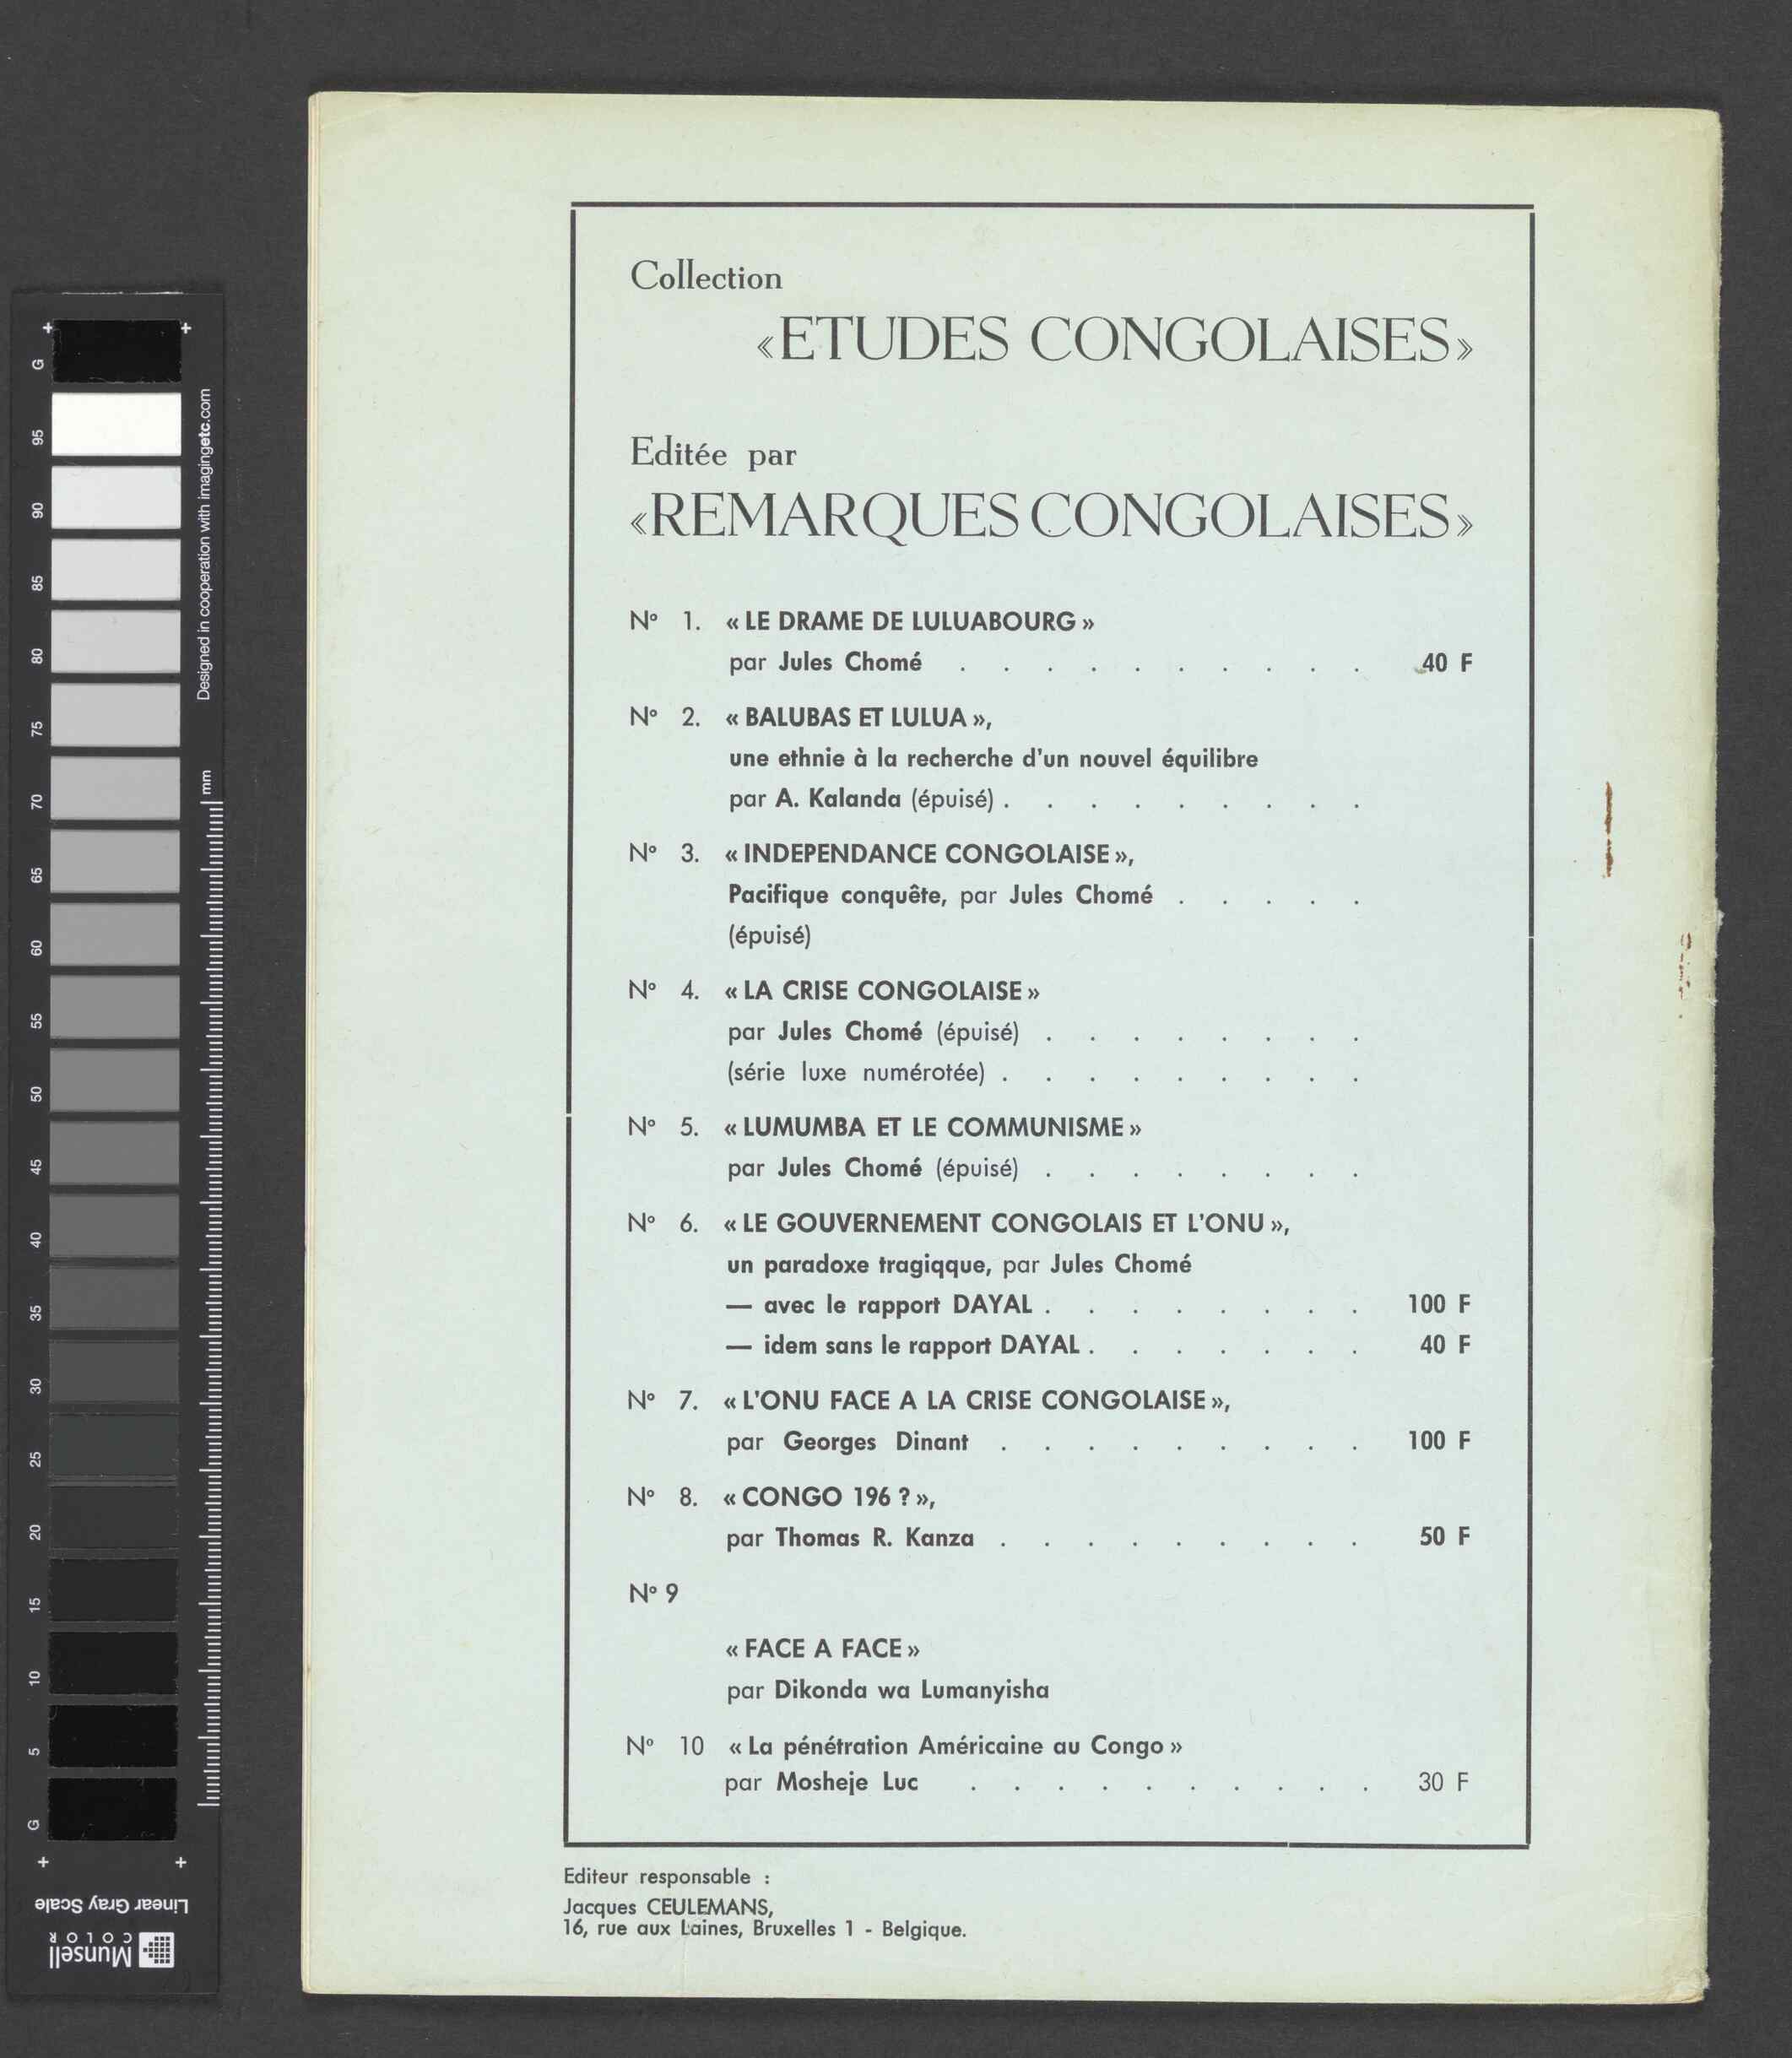 Collection
«ETUDES CONGOLAISES»
Editée par
«REMARQUES CONGOLAISES»
N° 1. « LE DRAME DE LULUABOURG »
par Jules Chomé . . . . . . . . . . 40 F
N° 2. « BALUBAS ET LULUA »,
une ethnie à la recherche d'un nouvel équilibre
par A. Kalanda (épuisé) . . . . . . . . .
N° 3. « INDEPENDANCE CONGOLAISE »,
Pacifique conquête, par Jules Chomé . . . . .
(épuisé)
N° 4. « LA CRISE CONGOLAISE »
par Jules Chomé (épuisé) . . . . . . . .
(série luxe numérotée) . . . . . . . . .
N° 5. « LUMUMBA ET LE COMMUNISME »
par Jules Chomé (épuisé) . . . . . . . .
N° 6. « LE GOUVERNEMENT CONGOLAIS ET L'ONU »,
un paradoxe tragiqque, par Jules Chomé
— avec le rapport DAYAL . . . . . . . . 100 F
— idem sans le rapport DAYAL . . . . . . . 40 F
N° 7. « L'ONU FACE A LA CRISE CONGOLAISE »,
par Georges Dinant . . . . . . . . . 100 F
N° 8. « CONGO 196 ? »,
par Thomas R. Kanza . . . . . . . . . 50 F
N° 9
« FACE A FACE »
par Dikonda wa Lumanyisha
N° 10 « La pénétration Américaine au Congo »
par Mosheje Luc . . . . . . . . . . 30 F
Editeur responsable :
Jacques CEULEMANS,
16, rue aux Laines, Bruxelles 1 - Belgique.
G
95
90
85
80
75
70
65
60
55
50
45
40
35
30
25
20
15
10
5
G
Designed in cooperation with imagingetc.com
mm
Linear Gray Scale
Munsell
COLOR